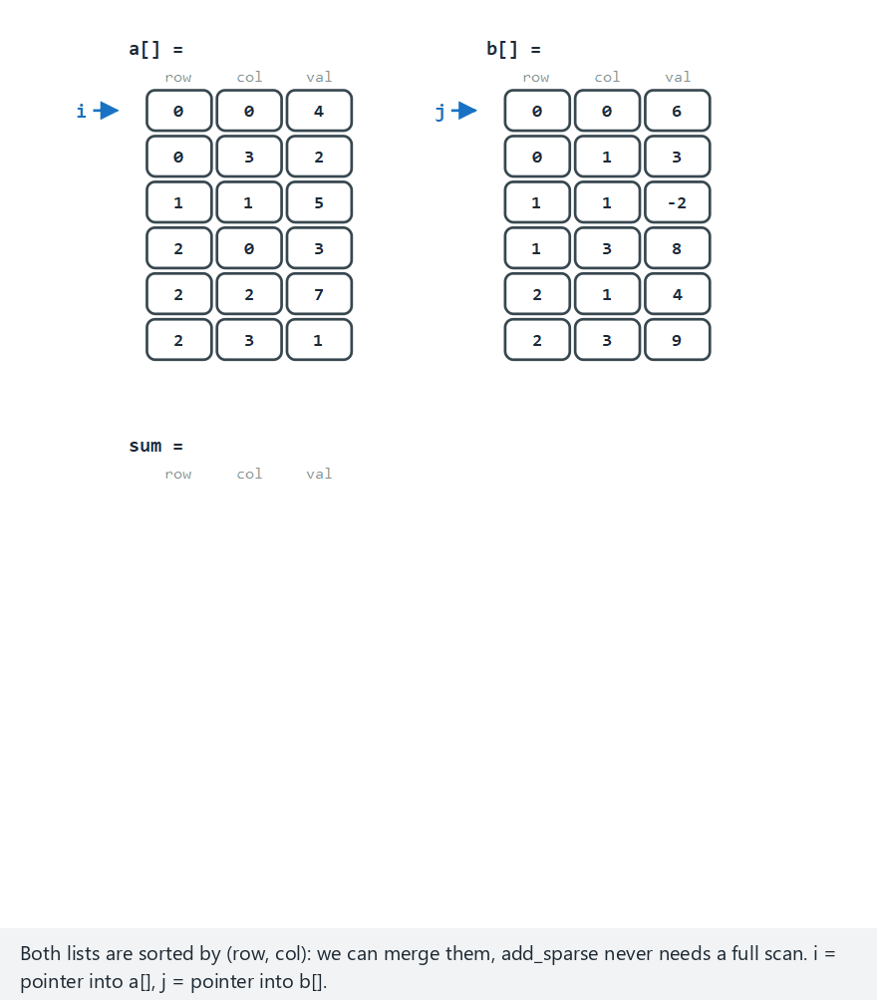 a[] =
b[] =
row col val
row col val
i
0 0 4
j
0 0 6
0 3 2
0 1 3
1 1 5
1 1 -2
2 0 3
1 3 8
2 2 7
2 1 4
2 3 1
2 3 9
sum =
row col val
Both lists are sorted by (row, col): we can merge them, add_sparse never needs a full scan. i =
pointer into a[], j = pointer into b[].